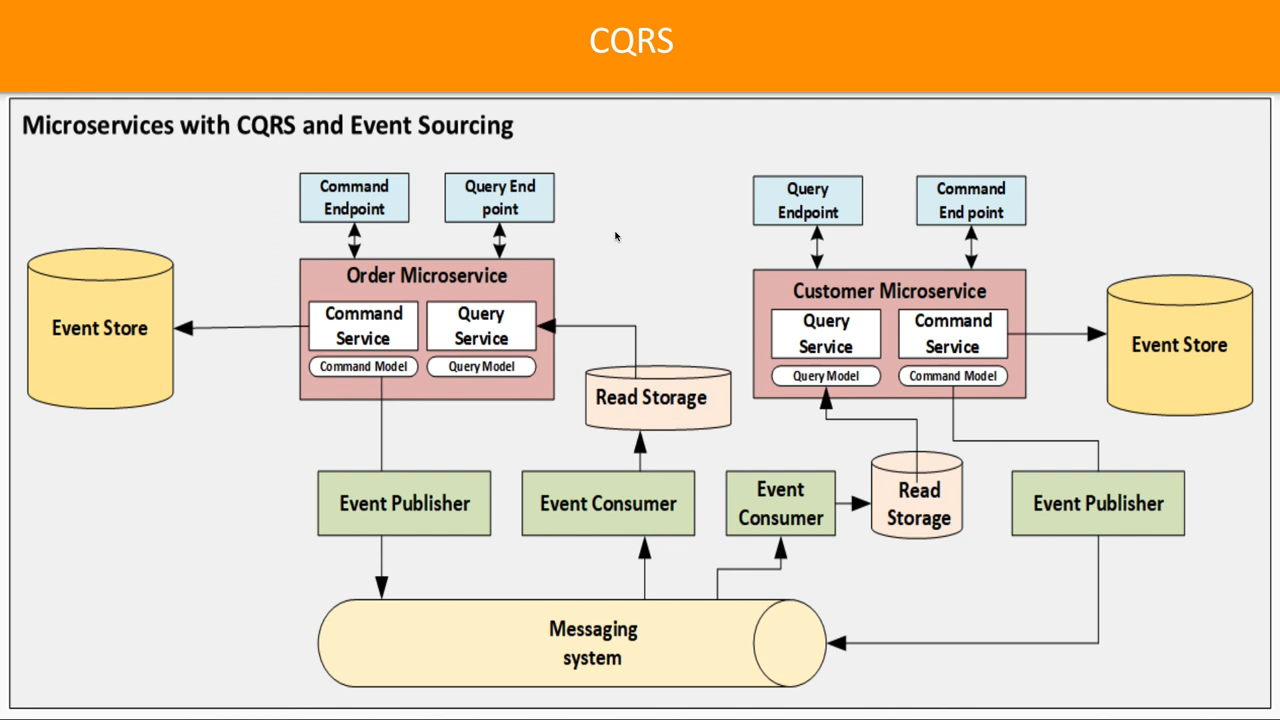 CQRS
Microservices with CQRS and Event Sourcing
Command
Endpoint
Query End
point
Query
Endpoint
Command
End point
Order Microservice
Command
Service
Query
Service
Command Model
Query Model
Event Store
Customer Microservice
Query
Service
Command
Service
Query Model
Command Model
Event Store
Read Storage
Event Publisher
Event Consumer
Event
Consumer
Read
Storage
Event Publisher
Messaging
system